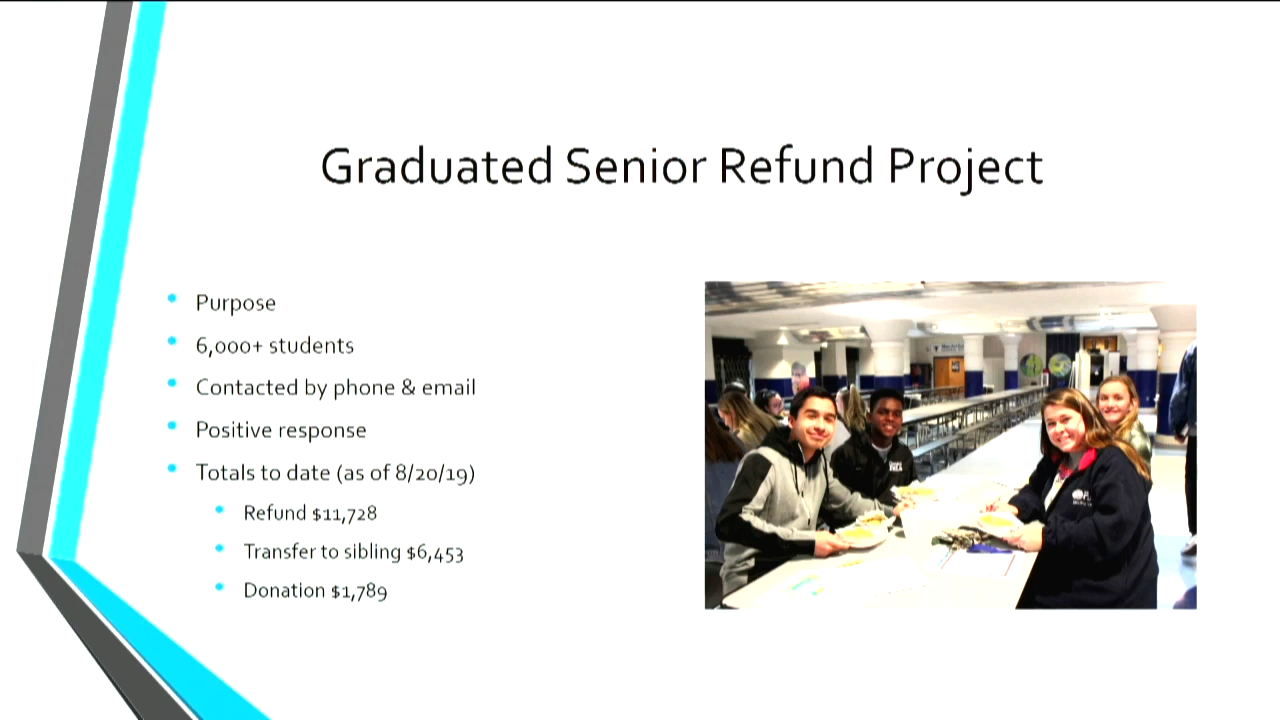 Graduated Senior Refund Project
Purpose
6,000+ students
Contacted by phone & email
Positive response
Totals to date (as of 8/20/19)
Refund $11,728
Transfer to sibling $6,453
Donation $1,789